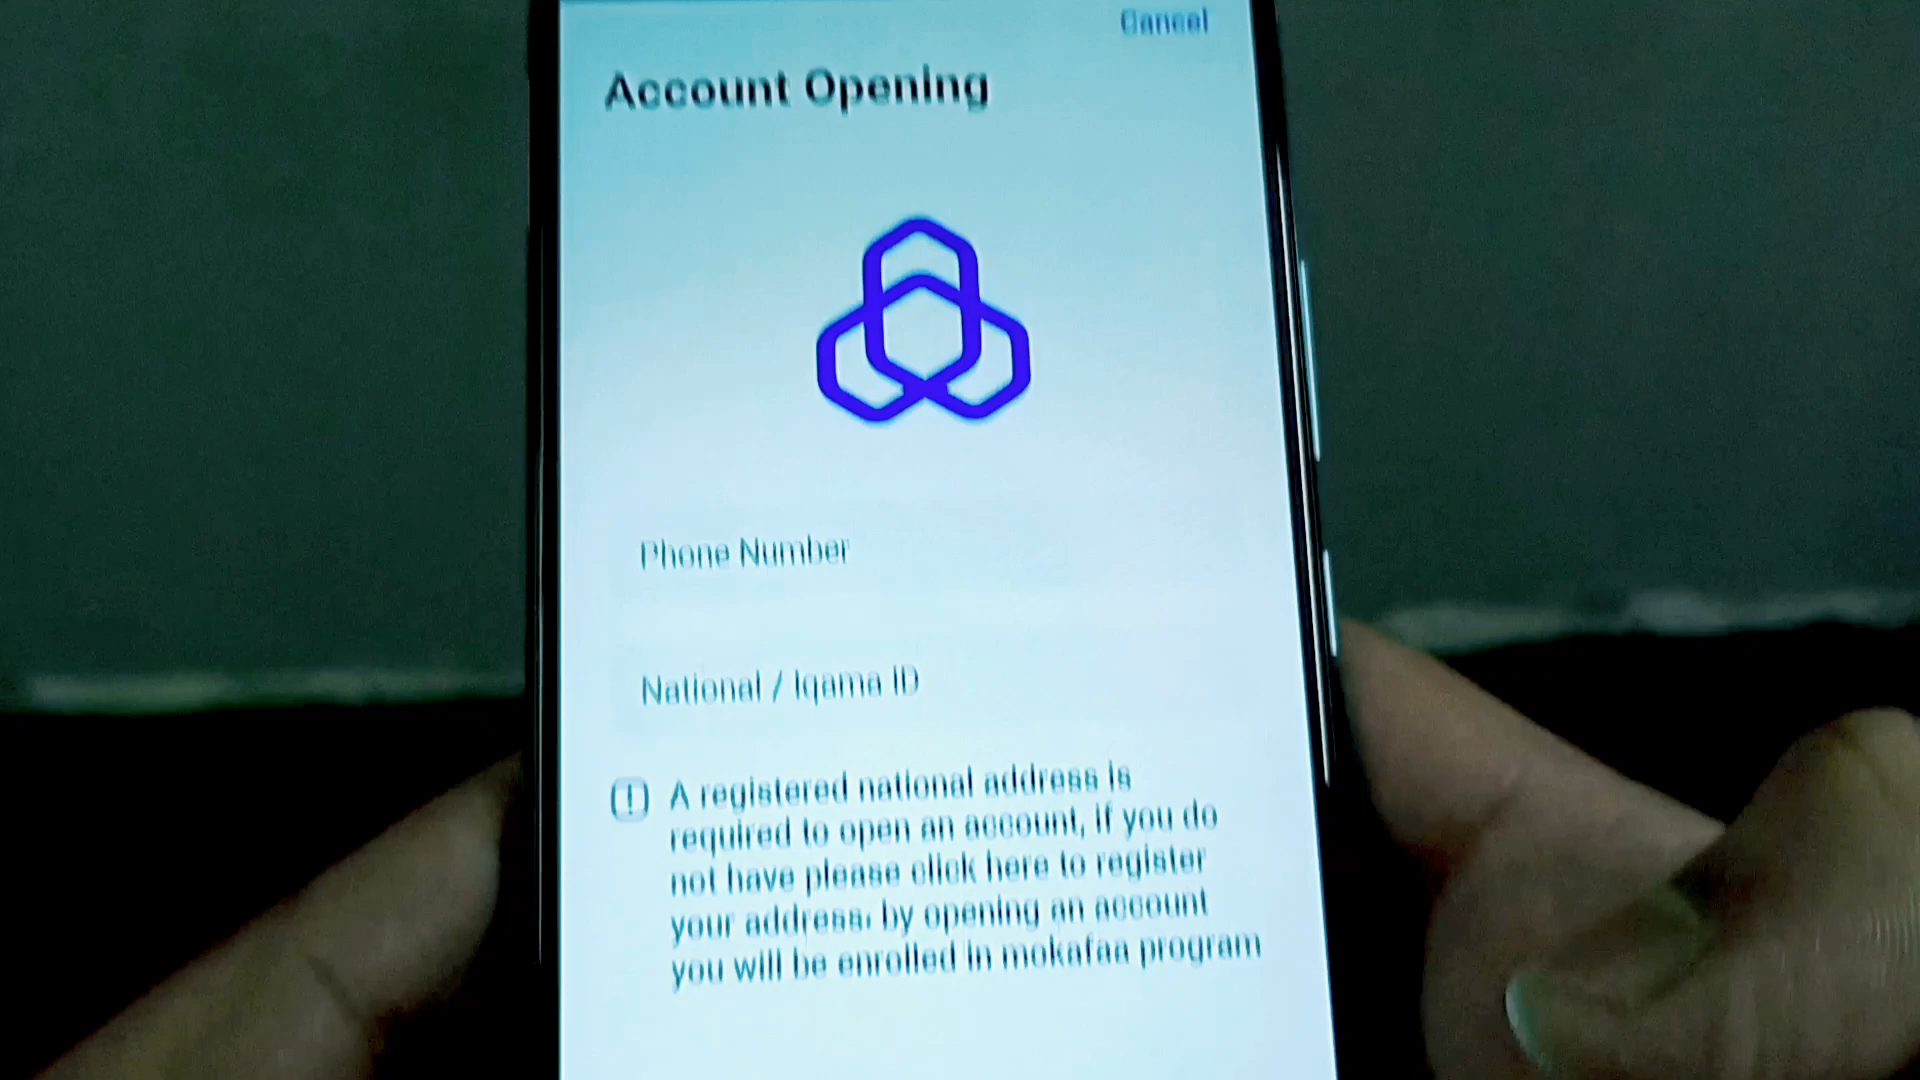 Cancel
Account Opening
Phone Number
National / Iqama ID
A registered national address is
required to open an account, if you do
not have please click here to register
your address، by opening an account
you will be enrolled in mokafaa program